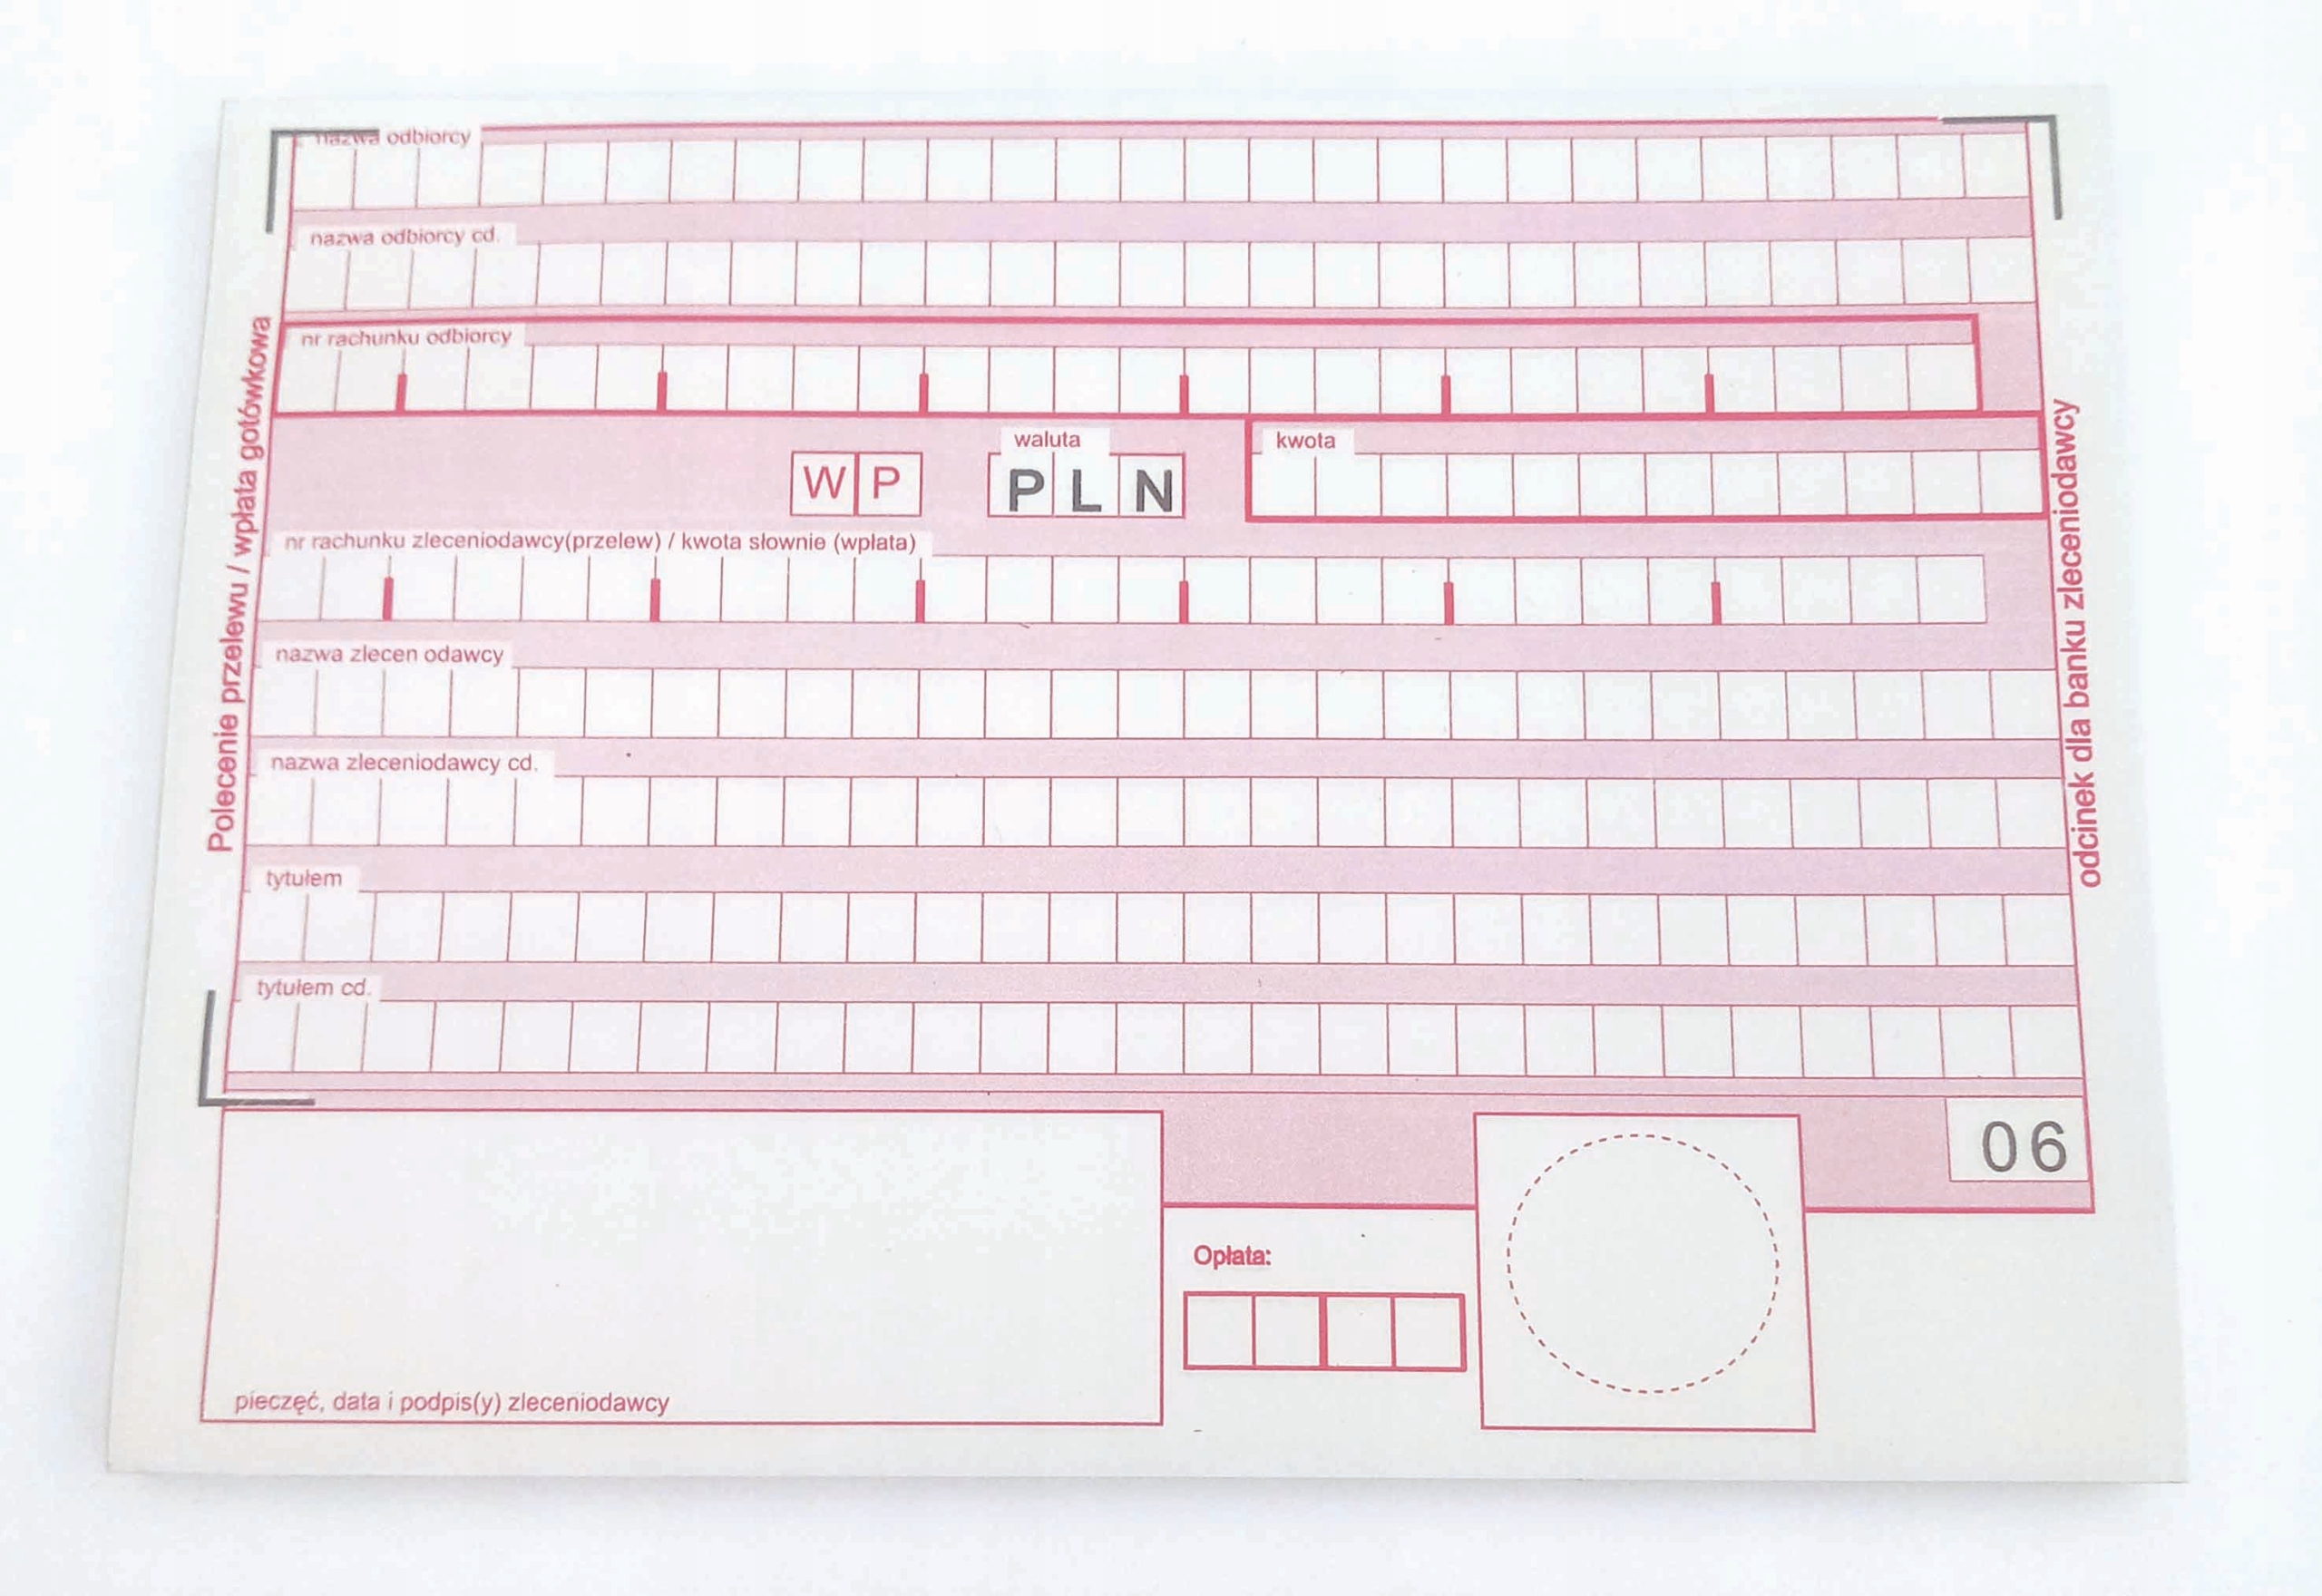 nazwa odbiorcy
nazwa odbiorcy cd.
nr rachunku odbiorcy
waluta
kwota
W P
P L N
nr rachunku zleceniodawcy(przelew) / kwota słownie (wpłata)
nazwa zlecen odawcy
nazwa zleceniodawcy cd.
tytułem
tytułem cd.
06
Opłata:
pieczęć, data i podpis(y) zleceniodawcy
Polecenie przelewu / wpłata gotówkowa
odcinek dla banku zleceniodawcy